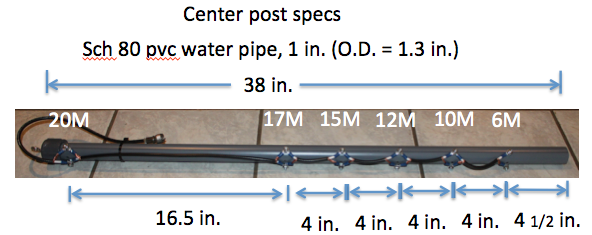 Center post specs
Sch 80 pvc water pipe, 1 in. (O.D. = 1.3 in.)
38 in.
20M 17M 15M 12M 10M 6M
16.5 in. 4 in. 4 in. 4 in. 4 in. 4 1/2 in.